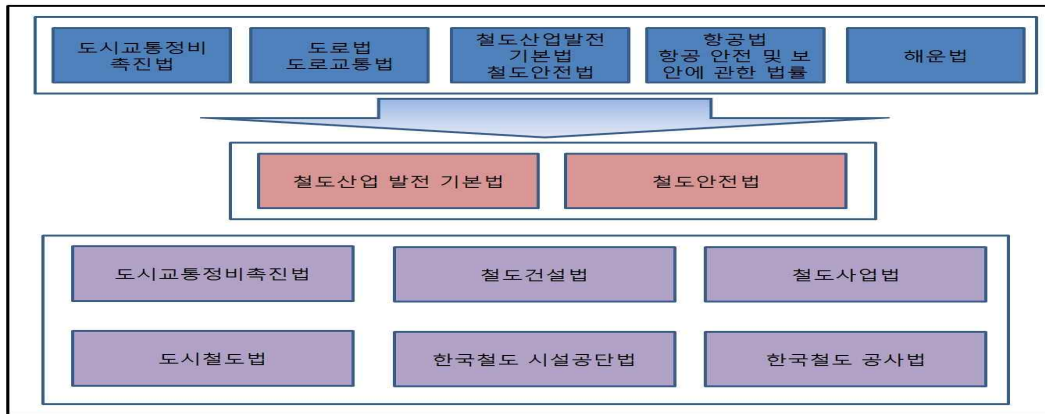 도시교통정비
촉진법
도로법
도로교통법
철도산업발전
기본법
철도안전법
항공법
항공 안전 및 보
안에 관한 법률
해운법
철도산업 발전 기본법
철도안전법
도시교통정비촉진법
철도건설법
철도사업법
도시철도법
한국철도 시설공단법
한국철도 공사법